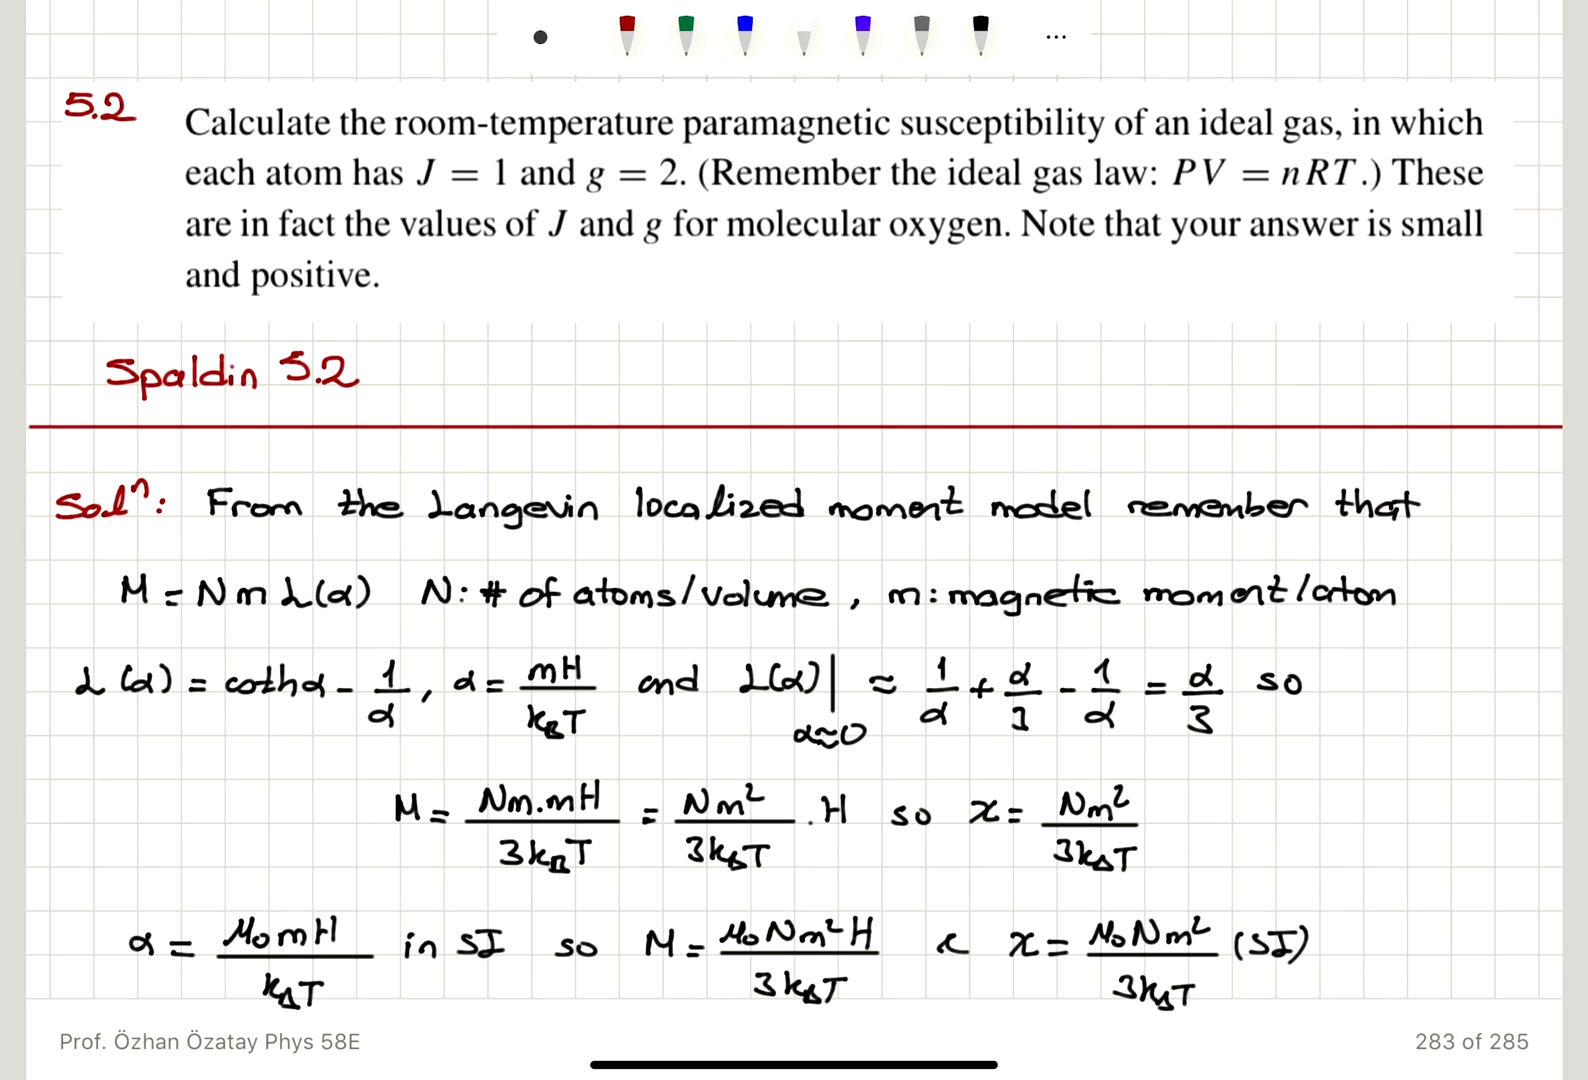 5.2
Calculate the room-temperature paramagnetic susceptibility of an ideal gas, in which
each atom has J = 1 and g = 2. (Remember the ideal gas law: PV = nRT.) These
are in fact the values of J and g for molecular oxygen. Note that your answer is small
and positive.
Spaldin 5.2
Solⁿ: From the Langevin localized moment model remember that
M = N m L(α) N: # of atoms/volume, m: magnetic moment/atom
L(α) = cothα - 1/α, α = mH/k_BT and L(α)|_{α≈0} ≈ 1/α + α/3 - 1/α = α/3 so
M = Nm.mH/3k_BT = Nm²/3k_BT . H so χ = Nm²/3k_BT
α = μ₀mH/k_BT in SI so M = μ₀Nm²H/3k_BT & χ = μ₀Nm²/3k_BT (SI)
Prof. Özhan Özatay Phys 58E
283 of 285